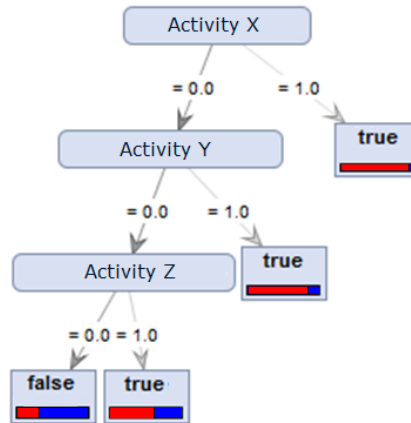 Activity X
= 0.0
= 1.0
true
Activity Y
= 0.0
= 1.0
true
Activity Z
= 0.0
= 1.0
false
true